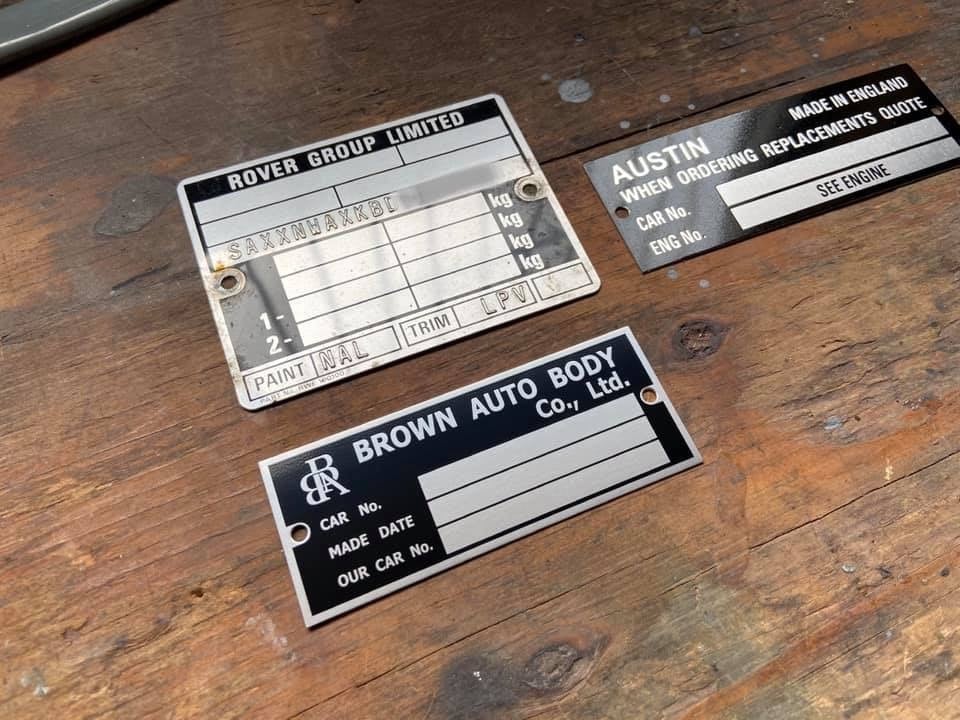 ROVER GROUP LIMITED
SAXXNWAXKBD
kg
kg
kg
kg
1-
2-
PAINT NAL TRIM LPV
AUSTIN MADE IN ENGLAND
WHEN ORDERING REPLACEMENTS QUOTE
CAR No.
ENG No. SEE ENGINE
BROWN AUTO BODY
Co., Ltd.
BAR
CAR No.
MADE DATE
OUR CAR No.